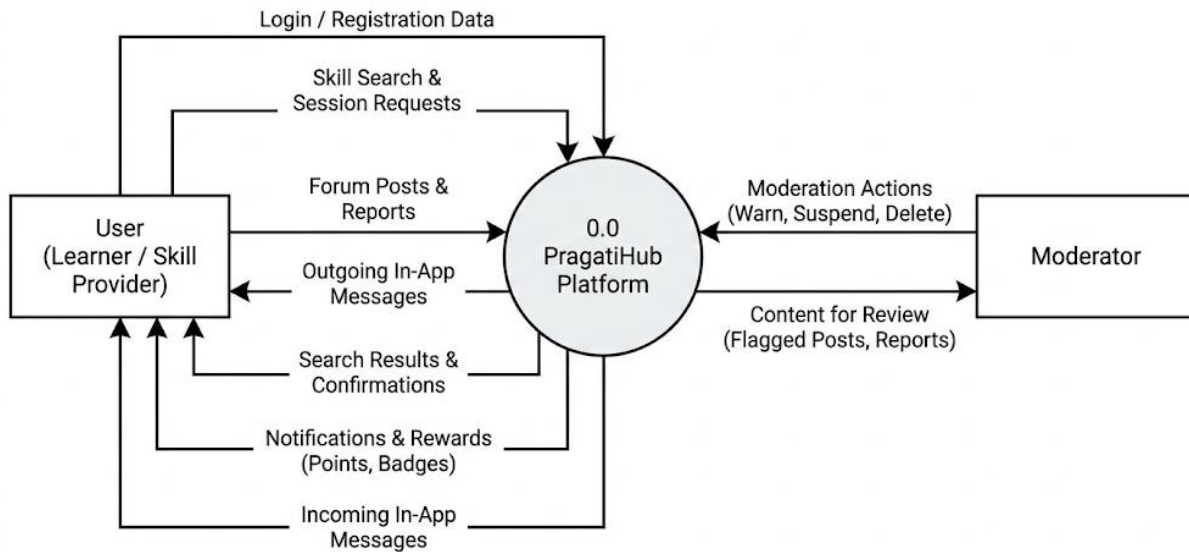 Login / Registration Data
Skill Search &
Session Requests
Forum Posts &
Reports
User
(Learner / Skill
Provider)
Outgoing In-App
Messages
Search Results &
Confirmations
Notifications & Rewards
(Points, Badges)
Incoming In-App
Messages
0.0
PragatiHub
Platform
Moderation Actions
(Warn, Suspend, Delete)
Content for Review
(Flagged Posts, Reports)
Moderator